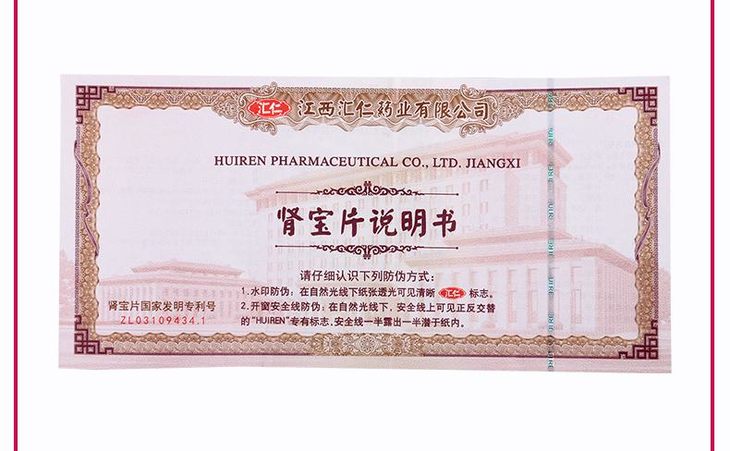 汇仁 江西汇仁药业有限公司
HUIREN PHARMACEUTICAL CO., LTD. JIANGXI
肾宝片说明书
请仔细认识下列防伪方式：
1.水印防伪：在自然光线下纸张透光可见清晰 汇仁 标志。
2.开窗安全线防伪：在自然光线下，安全线上可见正反交替
的"HUiREN"专有标志，安全线一半露出一半潜于纸内。
肾宝片国家发明专利号
ZL03109434.1